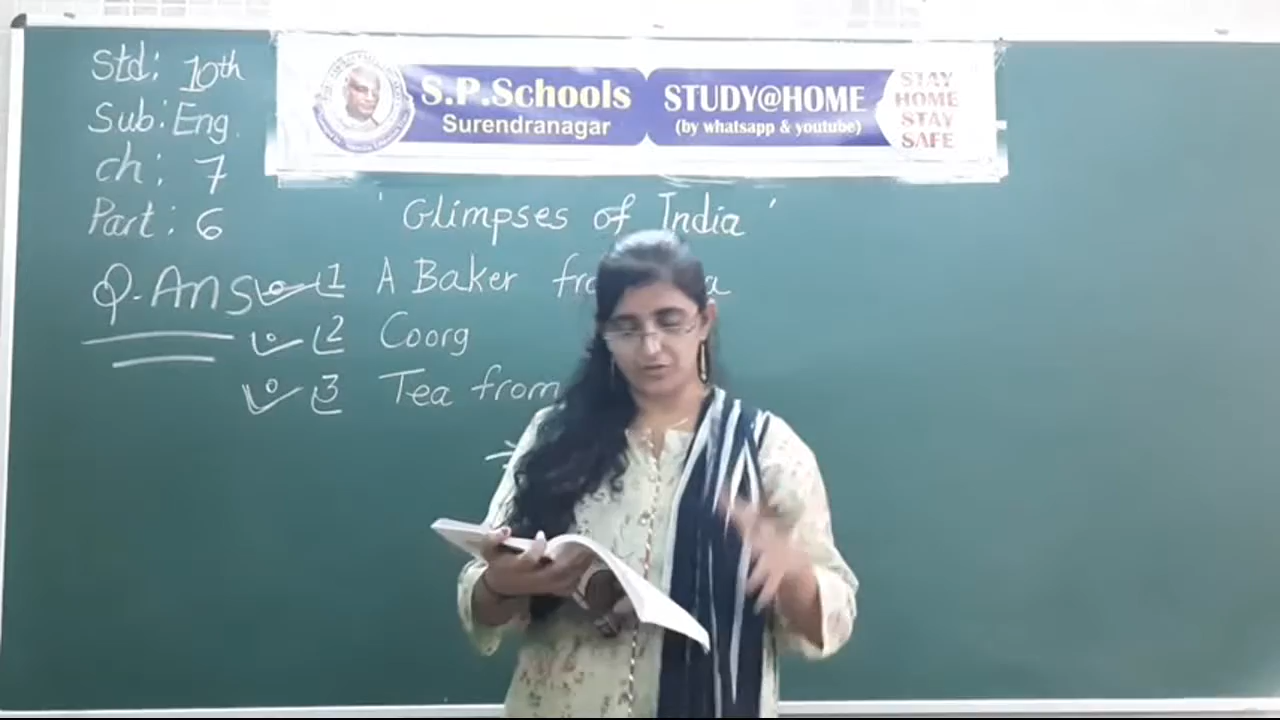 Std: 10th
Sub: Eng.
ch: 7
Part: 6
S.P.Schools
Surendranagar
STUDY@HOME
(by whatsapp & youtube)
STAY
HOME
STAY
SAFE
'Glimpses of India'
Q-Ans
1 A Baker
2 Coorg
3 Tea from